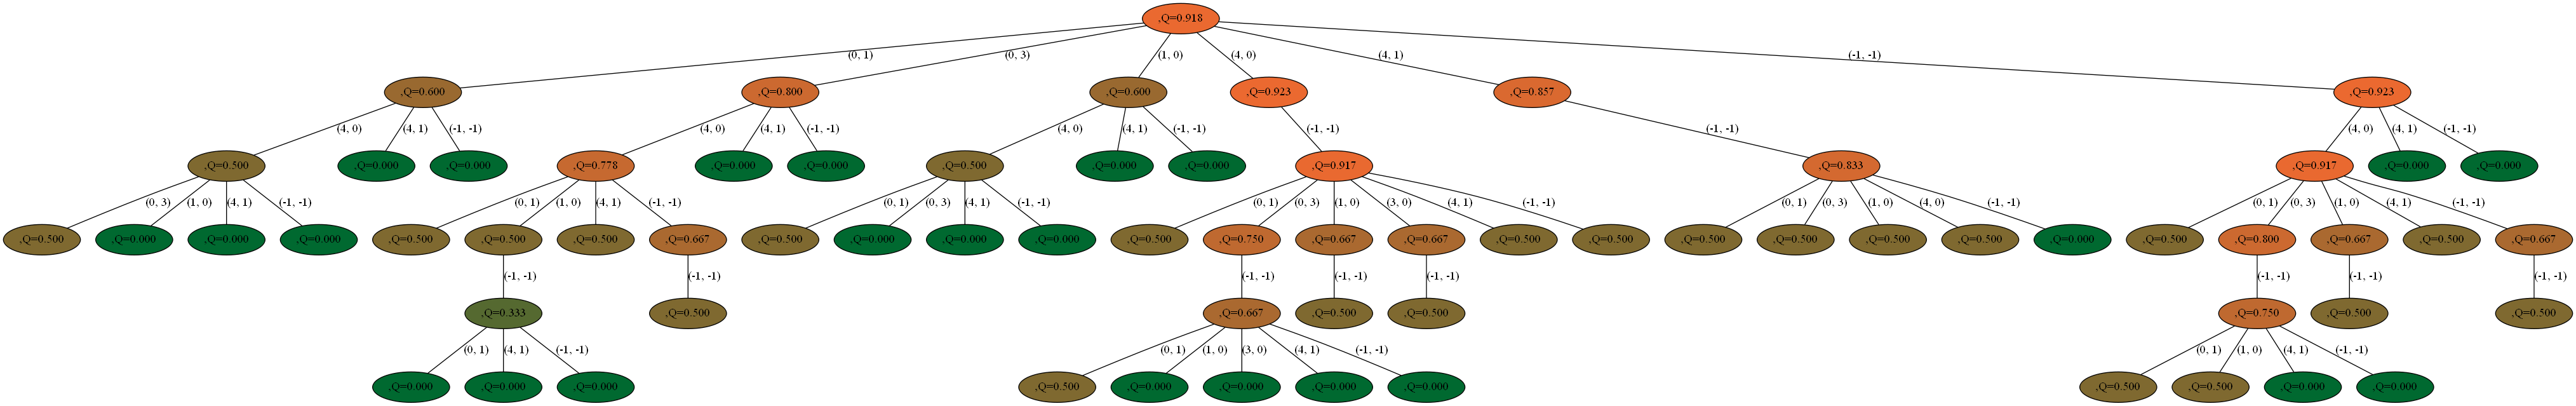 ,Q=0.918
(0, 1) (0, 3) (1, 0) (4, 0) (4, 1) (-1, -1)
,Q=0.600 ,Q=0.800 ,Q=0.600 ,Q=0.923 ,Q=0.857 ,Q=0.923
(4, 0) (4, 1) (-1, -1) (4, 0) (4, 1) (-1, -1) (4, 0) (4, 1) (-1, -1) (-1, -1) (-1, -1) (4, 0) (4, 1) (-1, -1)
,Q=0.500 ,Q=0.000 ,Q=0.000 ,Q=0.778 ,Q=0.000 ,Q=0.000 ,Q=0.500 ,Q=0.000 ,Q=0.000 ,Q=0.917 ,Q=0.833 ,Q=0.917 ,Q=0.000 ,Q=0.000
(0, 3) (1, 0) (4, 1) (-1, -1) (0, 1) (1, 0) (4, 1) (-1, -1) (0, 1) (0, 3) (4, 1) (-1, -1) (0, 1) (0, 3) (1, 0) (3, 0) (4, 1) (-1, -1) (0, 1) (0, 3) (1, 0) (4, 0) (-1, -1) (0, 1) (0, 3) (1, 0) (4, 1) (-1, -1)
,Q=0.500 ,Q=0.000 ,Q=0.000 ,Q=0.000 ,Q=0.500 ,Q=0.500 ,Q=0.500 ,Q=0.667 ,Q=0.500 ,Q=0.000 ,Q=0.000 ,Q=0.000 ,Q=0.500 ,Q=0.750 ,Q=0.667 ,Q=0.667 ,Q=0.500 ,Q=0.500 ,Q=0.500 ,Q=0.500 ,Q=0.500 ,Q=0.500 ,Q=0.000 ,Q=0.500 ,Q=0.800 ,Q=0.667 ,Q=0.500 ,Q=0.667
(-1, -1) (-1, -1) (-1, -1) (-1, -1) (-1, -1) (-1, -1) (-1, -1) (-1, -1)
,Q=0.333 ,Q=0.500 ,Q=0.667 ,Q=0.500 ,Q=0.500 ,Q=0.750 ,Q=0.500 ,Q=0.500
(0, 1) (4, 1) (-1, -1) (0, 1) (1, 0) (3, 0) (4, 1) (-1, -1) (0, 1) (1, 0) (4, 1) (-1, -1)
,Q=0.000 ,Q=0.000 ,Q=0.000 ,Q=0.500 ,Q=0.000 ,Q=0.000 ,Q=0.000 ,Q=0.000 ,Q=0.500 ,Q=0.500 ,Q=0.000 ,Q=0.000